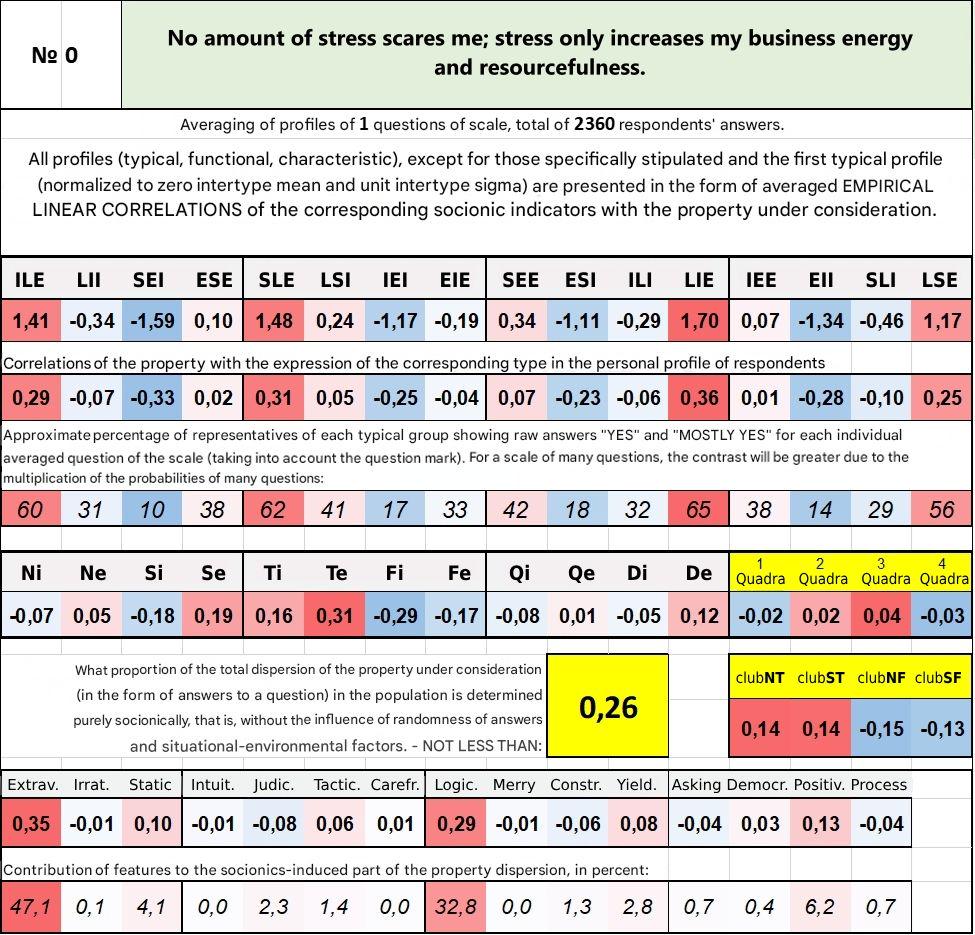 № 0
No amount of stress scares me; stress only increases my business energy
and resourcefulness.
Averaging of profiles of 1 questions of scale, total of 2360 respondents' answers.
All profiles (typical, functional, characteristic), except for those specifically stipulated and the first typical profile
(normalized to zero intertype mean and unit intertype sigma) are presented in the form of averaged EMPIRICAL
LINEAR CORRELATIONS of the corresponding socionic indicators with the property under consideration.
ILE LII SEI ESE SLE LSI IEI EIE SEE ESI ILI LIE IEE EII SLI LSE
1,41 -0,34 -1,59 0,10 1,48 0,24 -1,17 -0,19 0,34 -1,11 -0,29 1,70 0,07 -1,34 -0,46 1,17
Correlations of the property with the expression of the corresponding type in the personal profile of respondents
0,29 -0,07 -0,33 0,02 0,31 0,05 -0,25 -0,04 0,07 -0,23 -0,06 0,36 0,01 -0,28 -0,10 0,25
Approximate percentage of representatives of each typical group showing raw answers "YES" and "MOSTLY YES" for each individual
averaged question of the scale (taking into account the question mark). For a scale of many questions, the contrast will be greater due to the
multiplication of the probabilities of many questions:
60 31 10 38 62 41 17 33 42 18 32 65 38 14 29 56
Ni Ne Si Se Ti Te Fi Fe Qi Qe Di De 1 Quadra 2 Quadra 3 Quadra 4 Quadra
-0,07 0,05 -0,18 0,19 0,16 0,31 -0,29 -0,17 -0,08 0,01 -0,05 0,12 -0,02 0,02 0,04 -0,03
What proportion of the total dispersion of the property under consideration
(in the form of answers to a question) in the population is determined
purely socionically, that is, without the influence of randomness of answers
and situational-environmental factors. - NOT LESS THAN:
0,26
clubNT clubST clubNF clubSF
0,14 0,14 -0,15 -0,13
Extrav. Irrat. Static Intuit. Judic. Tactic. Carefr. Logic. Merry Constr. Yield. Asking Democr. Positiv. Process
0,35 -0,01 0,10 -0,01 -0,08 0,06 0,01 0,29 -0,01 -0,06 0,08 -0,04 0,03 0,13 -0,04
Contribution of features to the socionics-induced part of the property dispersion, in percent:
47,1 0,1 4,1 0,0 2,3 1,4 0,0 32,8 0,0 1,3 2,8 0,7 0,4 6,2 0,7